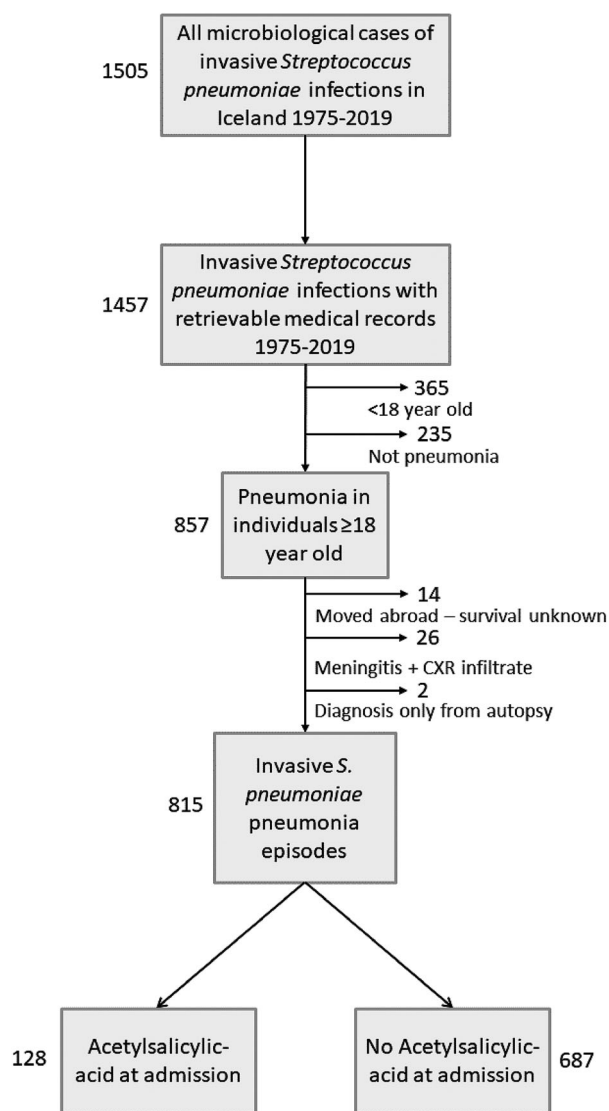 1505
All microbiological cases of
invasive Streptococcus
pneumoniae infections in
Iceland 1975-2019
Invasive Streptococcus
pneumoniae infections with
retrievable medical records
1975-2019
1457
365
<18 year old
235
Not pneumonia
857
Pneumonia in
individuals ≥18
year old
14
Moved abroad – survival unknown
26
Meningitis + CXR infiltrate
2
Diagnosis only from autopsy
815
Invasive S.
pneumoniae
pneumonia
episodes
128
Acetylsalicylic-
acid at admission
No Acetylsalicylic-
acid at admission
687